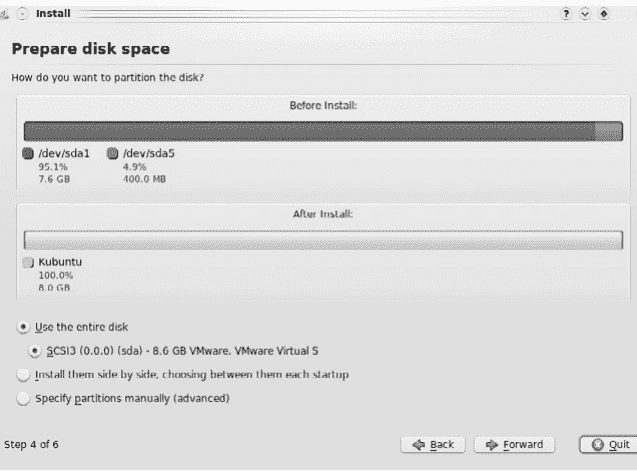 Install
Prepare disk space
How do you want to partition the disk?
Before Install:
/dev/sda1 /dev/sda5
95.1% 4.9%
7.6 GB 400.0 MB
After Install:
Kubuntu
100.0%
8.0 GB
Use the entire disk
SCSI3 (0.0.0) (sda) - 8.6 GB VMware. VMware Virtual S
Install them side by side, choosing between them each startup
Specify partitions manually (advanced)
Step 4 of 6 Back Forward Quit